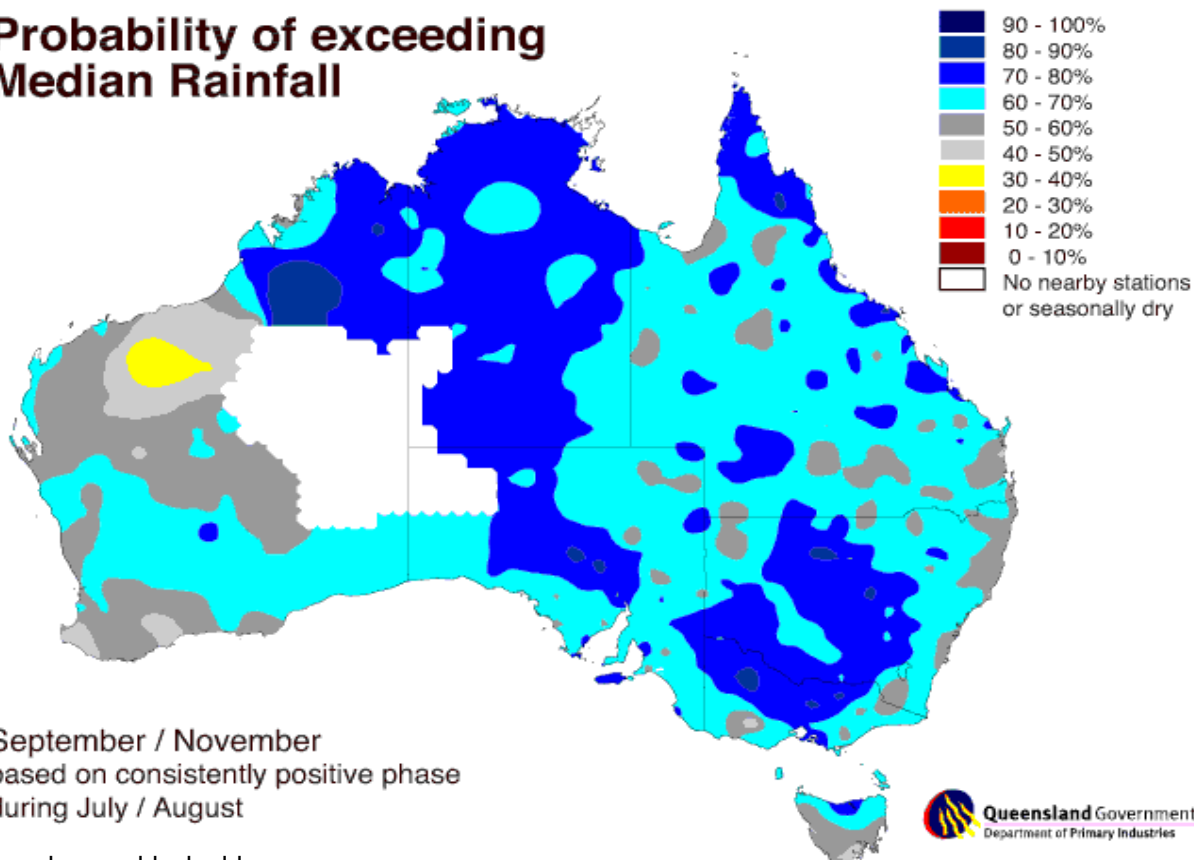 Probability of exceeding
Median Rainfall
90 - 100%
80 - 90%
70 - 80%
60 - 70%
50 - 60%
40 - 50%
30 - 40%
20 - 30%
10 - 20%
0 - 10%
No nearby stations
or seasonally dry
September / November
based on consistently positive phase
during July / August
Queensland Government
Department of Primary Industries